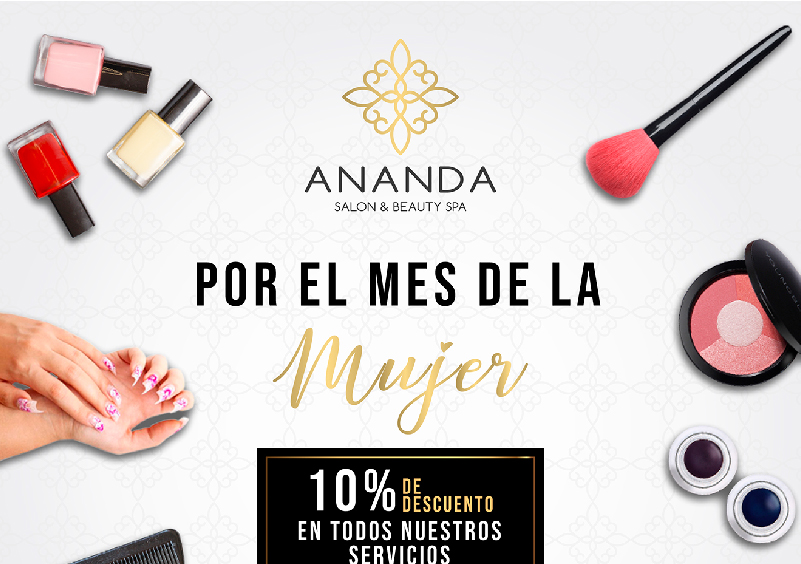 ANANDA
SALON & BEAUTY SPA
POR EL MES DE LA
Mujer
10% DE DESCUENTO
EN TODOS NUESTROS
SERVICIOS